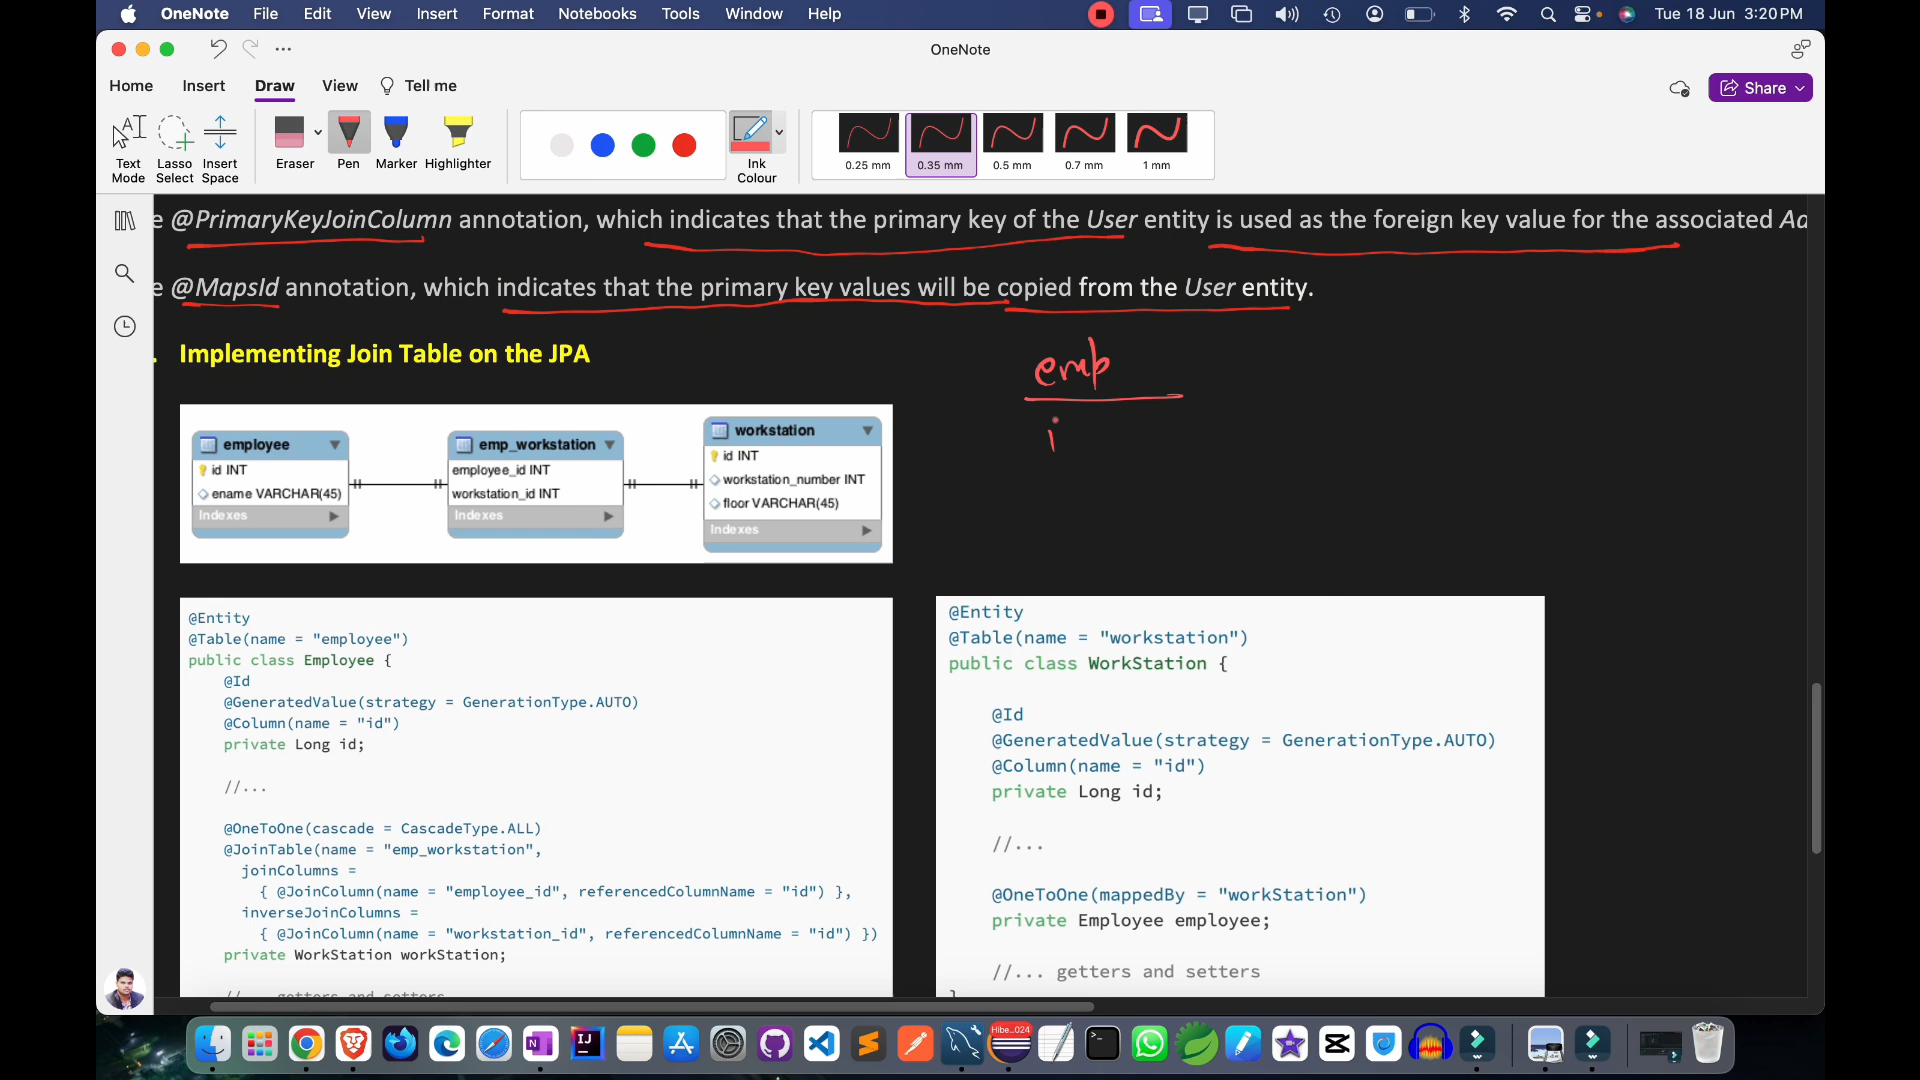 OneNote File Edit View Insert Format Notebooks Tools Window Help Tue 18 Jun 3:20 PM
OneNote
Home Insert Draw View Tell me Share
Text Mode Lasso Select Insert Space Eraser Pen Marker Highlighter Ink Colour 0.25 mm 0.35 mm 0.5 mm 0.7 mm 1 mm
e @PrimaryKeyJoinColumn annotation, which indicates that the primary key of the User entity is used as the foreign key value for the associated Ad
e @MapsId annotation, which indicates that the primary key values will be copied from the User entity.
. Implementing Join Table on the JPA
emp
i
employee
id INT
ename VARCHAR(45)
Indexes
emp_workstation
employee_id INT
workstation_id INT
Indexes
workstation
id INT
workstation_number INT
floor VARCHAR(45)
Indexes
@Entity
@Table(name = "employee")
public class Employee {
@Id
@GeneratedValue(strategy = GenerationType.AUTO)
@Column(name = "id")
private Long id;
//...
@OneToOne(cascade = CascadeType.ALL)
@JoinTable(name = "emp_workstation",
joinColumns =
{ @JoinColumn(name = "employee_id", referencedColumnName = "id") },
inverseJoinColumns =
{ @JoinColumn(name = "workstation_id", referencedColumnName = "id") })
private WorkStation workStation;
//... getters and setters
@Entity
@Table(name = "workstation")
public class WorkStation {
@Id
@GeneratedValue(strategy = GenerationType.AUTO)
@Column(name = "id")
private Long id;
//...
@OneToOne(mappedBy = "workStation")
private Employee employee;
//... getters and setters
}
Hibe...024